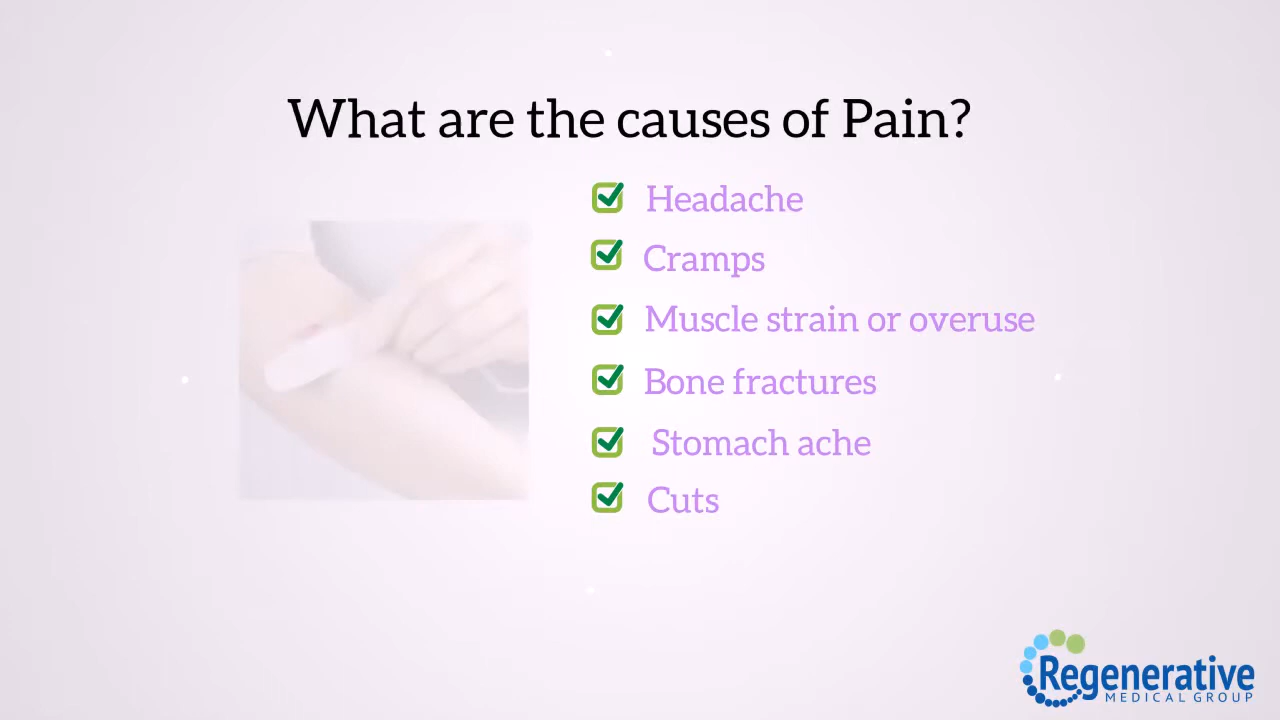 What are the causes of Pain?
Headache
Cramps
Muscle strain or overuse
Bone fractures
Stomach ache
Cuts
Regenerative
MEDICAL GROUP